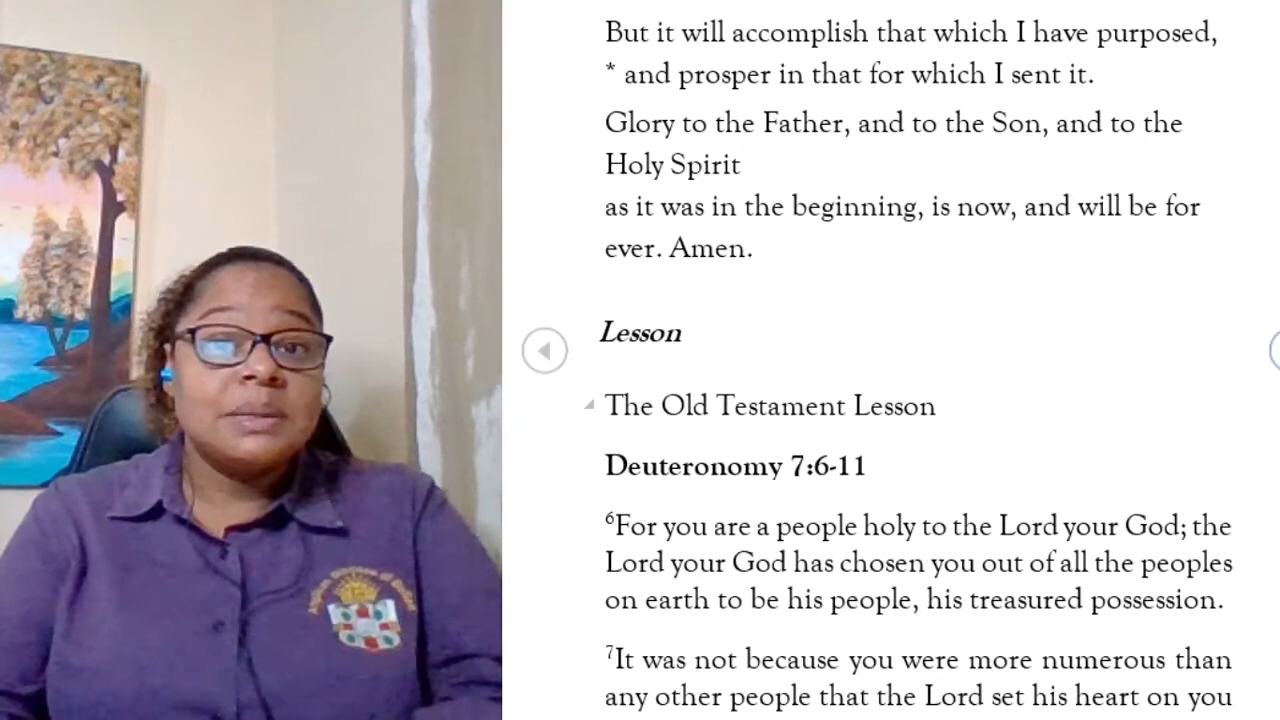 But it will accomplish that which I have purposed,
* and prosper in that for which I sent it.
Glory to the Father, and to the Son, and to the
Holy Spirit
as it was in the beginning, is now, and will be for
ever. Amen.
Lesson
The Old Testament Lesson
Deuteronomy 7:6-11
⁶For you are a people holy to the Lord your God; the
Lord your God has chosen you out of all the peoples
on earth to be his people, his treasured possession.
⁷It was not because you were more numerous than
any other people that the Lord set his heart on you